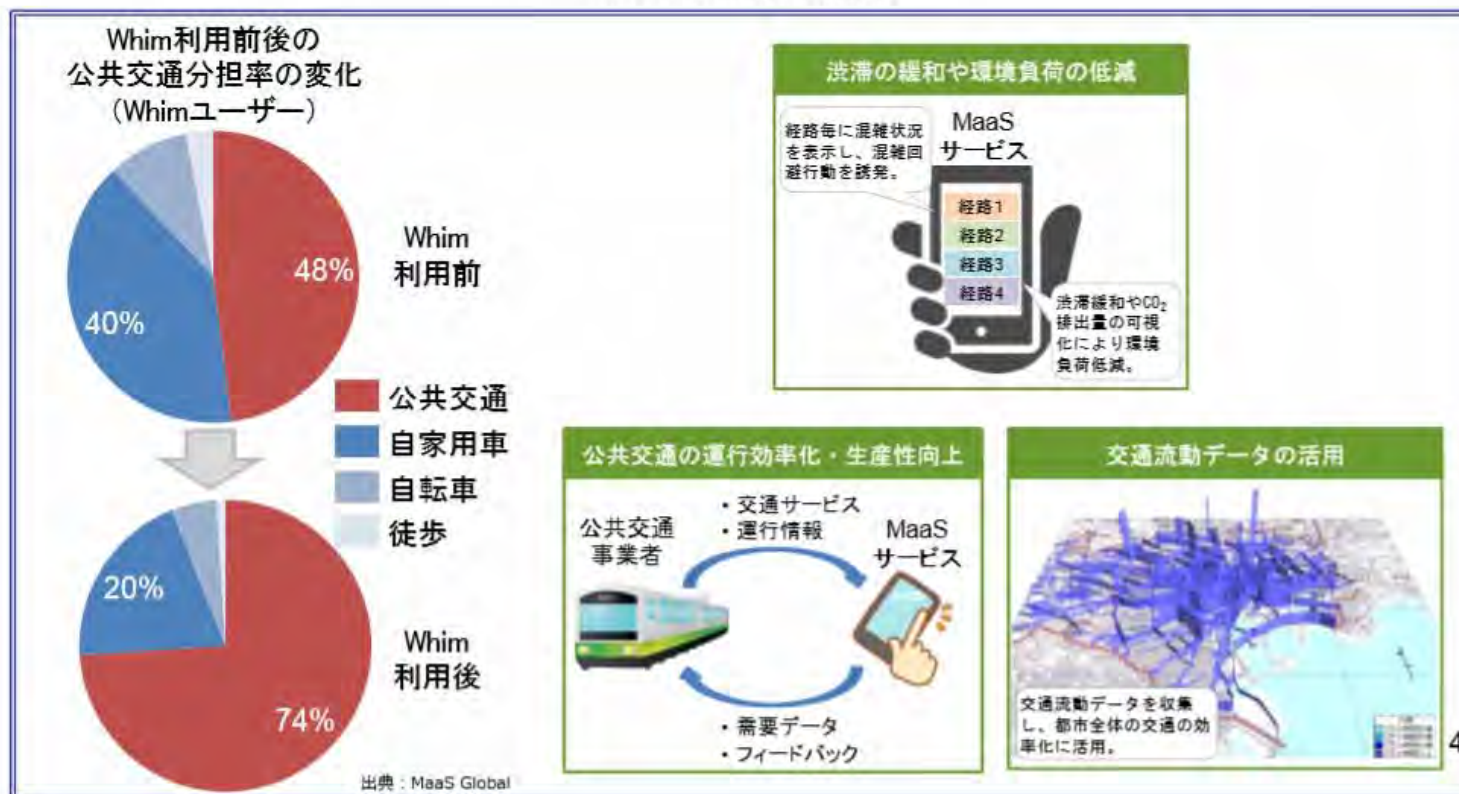 Whim利用前後の
公共交通分担率の変化
（Whimユーザー）
48%
40%
Whim
利用前
公共交通
自家用車
自転車
徒歩
20%
74%
Whim
利用後
出典：MaaS Global
渋滞の緩和や環境負荷の低減
経路毎に混雑状況
を表示し、混雑回
避行動を誘発。
MaaS
サービス
経路1
経路2
経路3
経路4
渋滞緩和やCO₂
排出量の可視
化により環境
負荷低減。
公共交通の運行効率化・生産性向上
公共交通
事業者
・交通サービス
・運行情報
MaaS
サービス
・需要データ
・フィードバック
交通流動データの活用
交通流動データを収集
し、都市全体の交通の効
率化に活用。
4